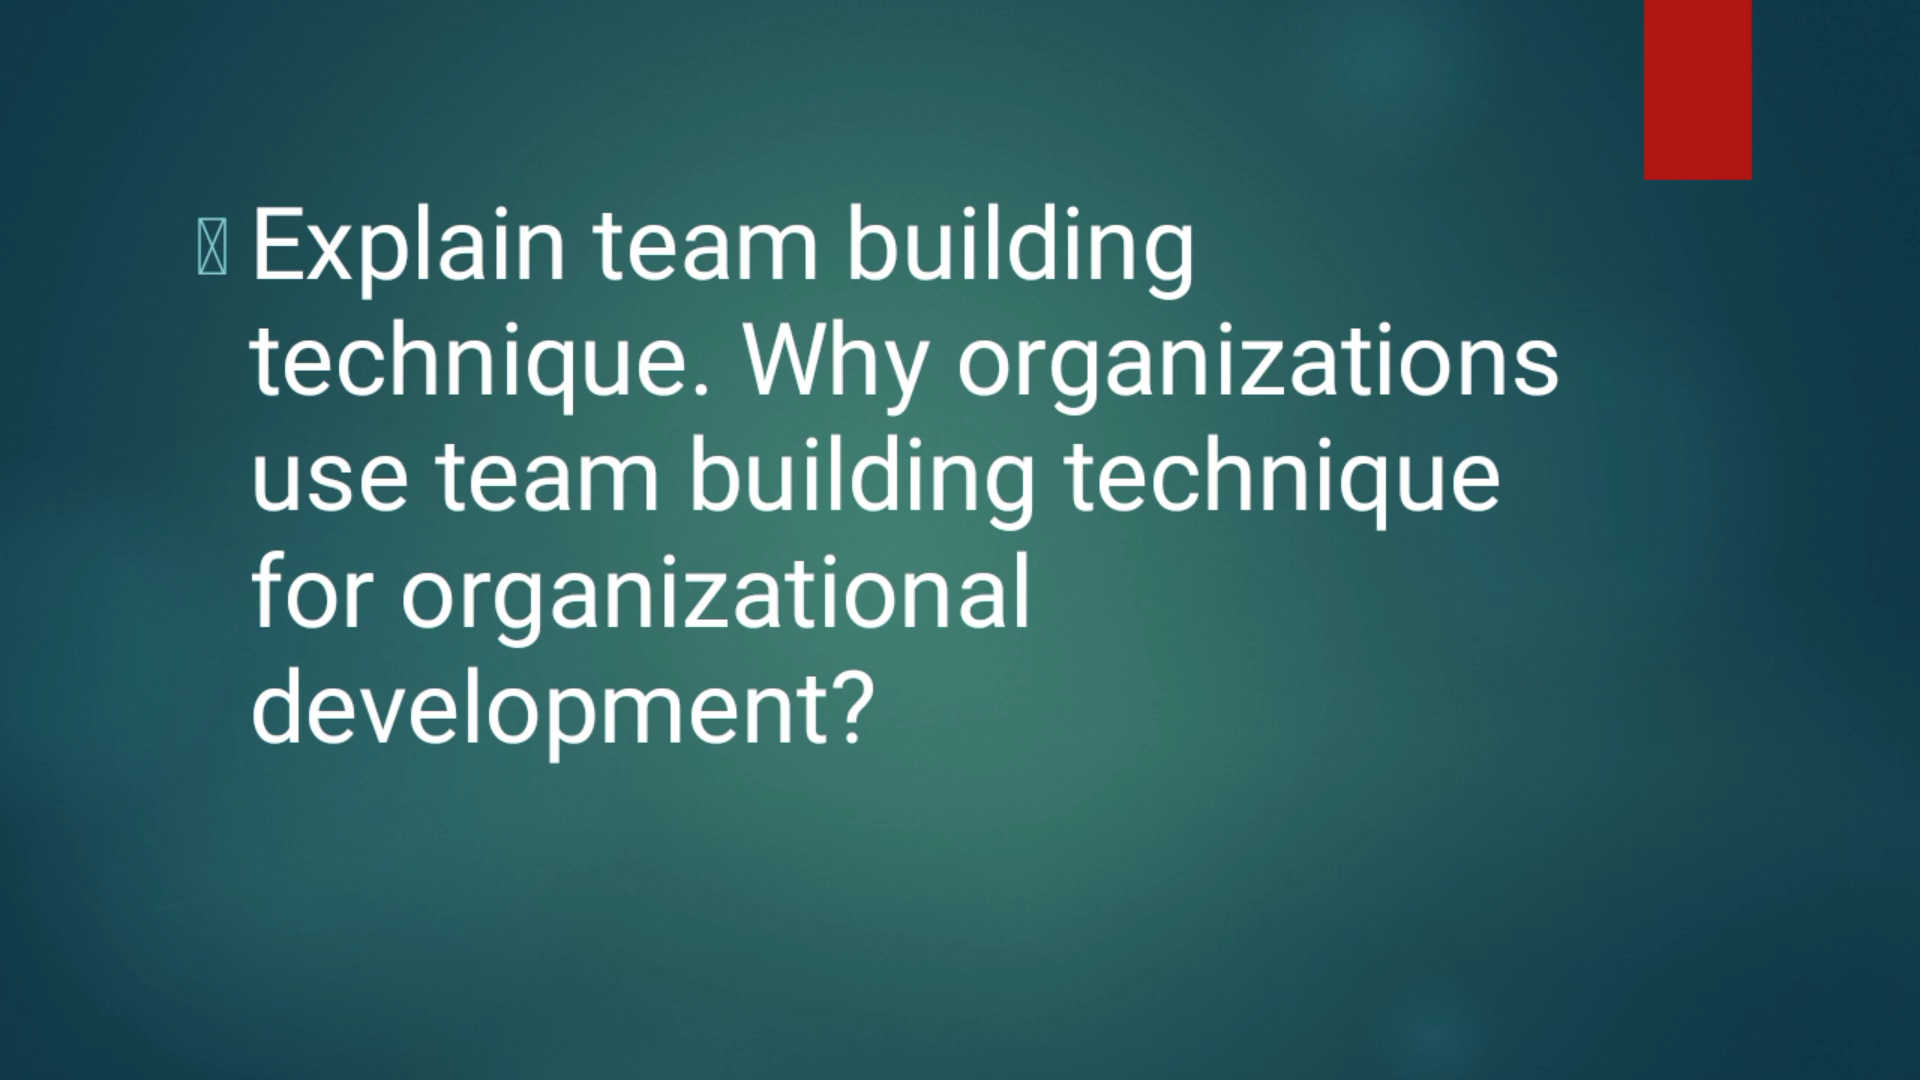 Explain team building
technique. Why organizations
use team building technique
for organizational
development?